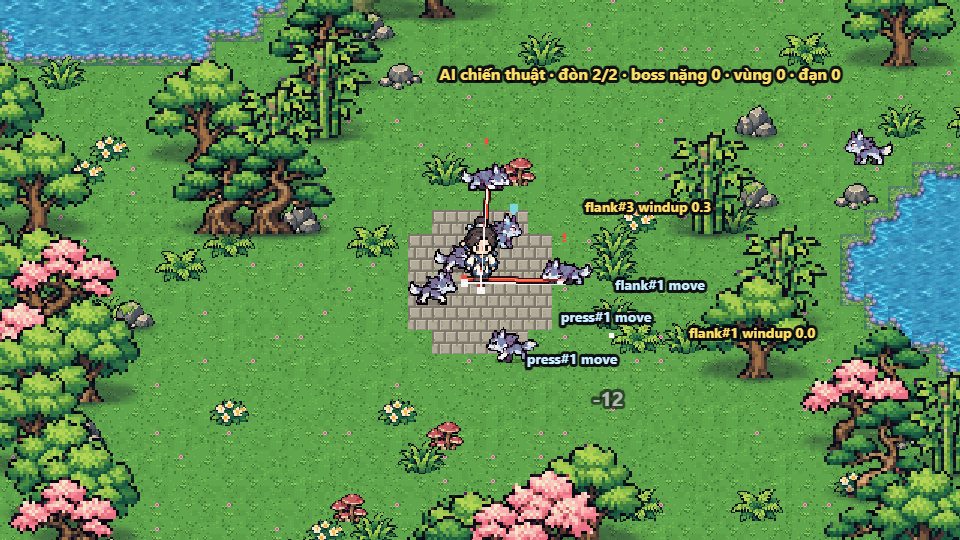 AI chiến thuật · đòn 2/2 · boss nặng 0 · vùng 0 · đạn 0
flank#3 windup 0.3
flank#1 move
press#1 move
flank#1 windup 0.0
press#1 move
-12